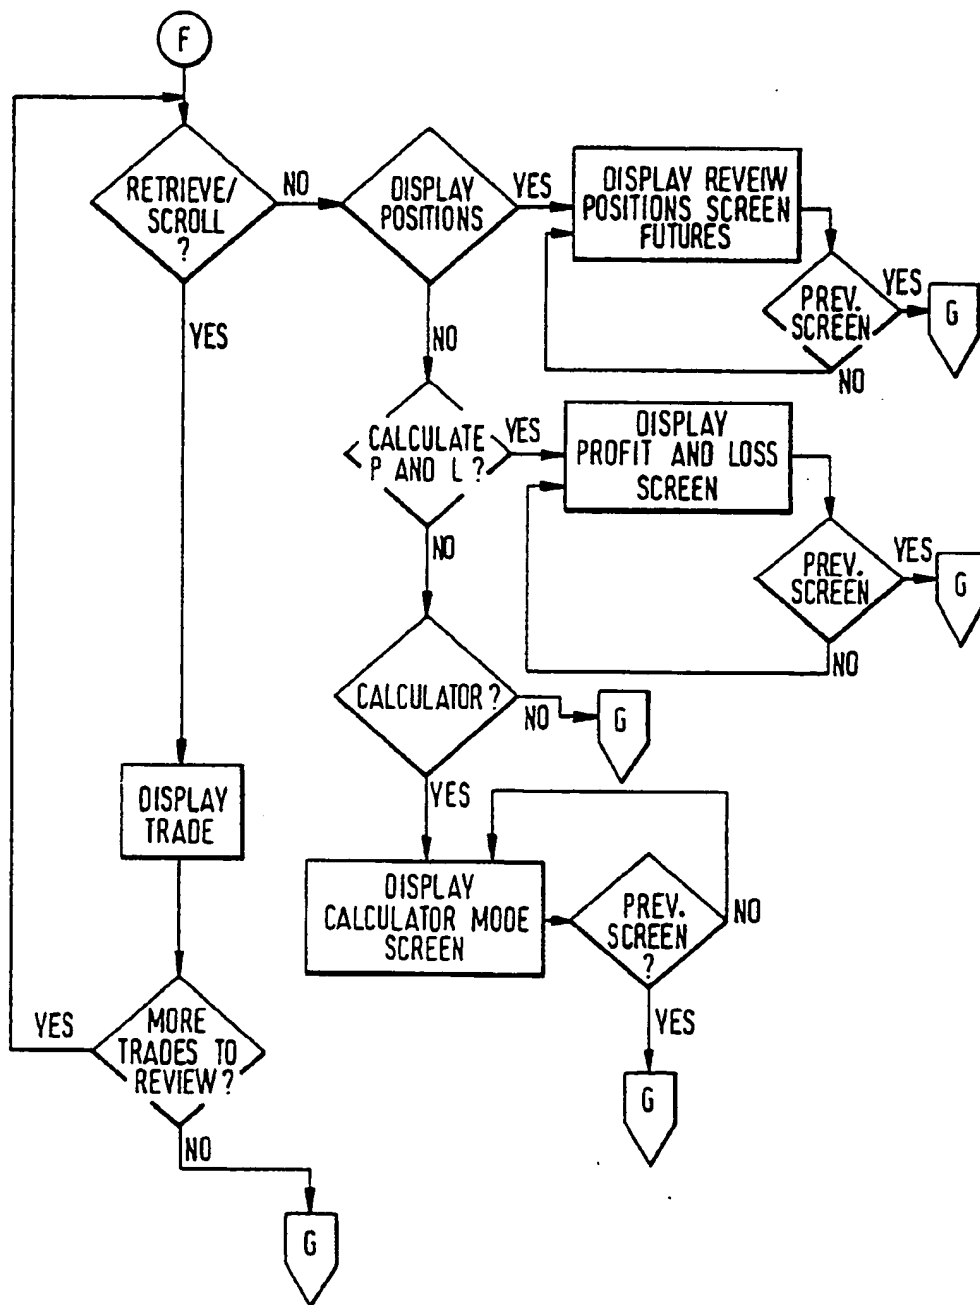 F
RETRIEVE/
SCROLL
?
NO
DISPLAY
POSITIONS
YES
DISPLAY REVEIW
POSITIONS SCREEN
FUTURES
PREV.
SCREEN
YES
G
NO
YES
NO
CALCULATE
P AND L ?
YES
DISPLAY
PROFIT AND LOSS
SCREEN
PREV.
SCREEN
YES
G
NO
NO
CALCULATOR ?
NO
G
YES
DISPLAY
TRADE
DISPLAY
CALCULATOR MODE
SCREEN
PREV.
SCREEN
?
NO
YES
G
MORE
TRADES TO
REVIEW ?
YES
NO
G